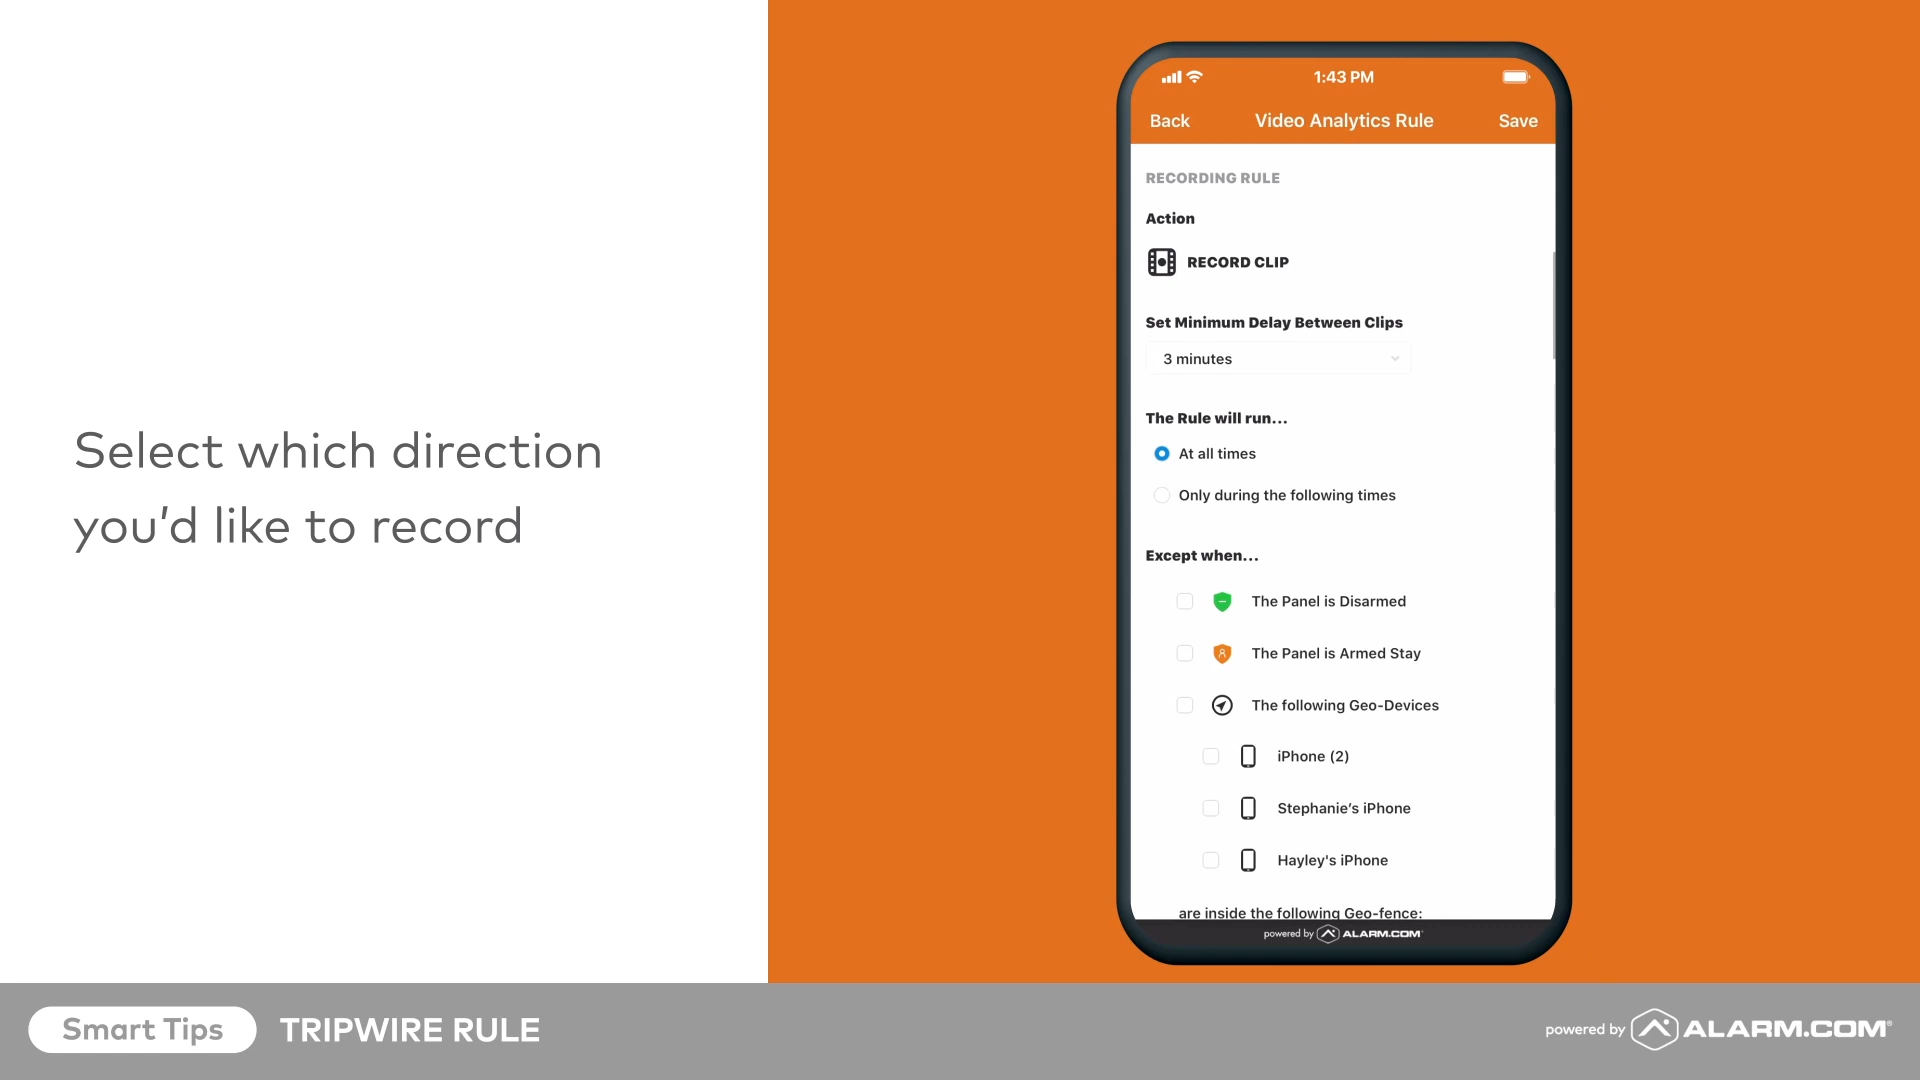 Select which direction
you'd like to record
1:43 PM
Back
Video Analytics Rule
Save
RECORDING RULE
Action
RECORD CLIP
Set Minimum Delay Between Clips
3 minutes
The Rule will run...
At all times
Only during the following times
Except when...
The Panel is Disarmed
The Panel is Armed Stay
The following Geo-Devices
iPhone (2)
Stephanie's iPhone
Hayley's iPhone
are inside the following Geo-fence:
powered by ALARM.COM
Smart Tips
TRIPWIRE RULE
powered by ALARM.COM®